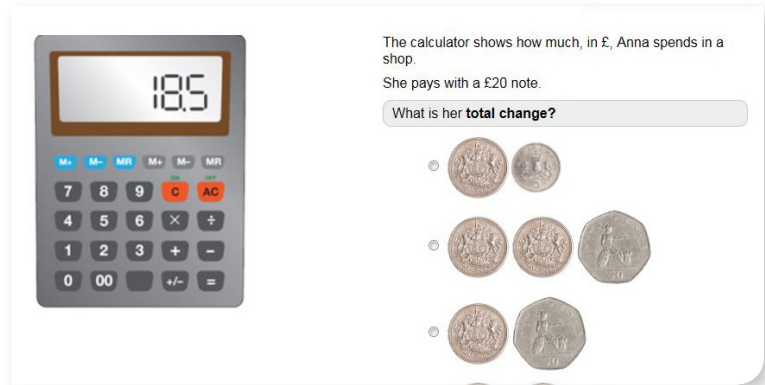 18.5
M+ M- MR M+ M- MR
ON OFF
7 8 9 C AC
4 5 6 × ÷
1 2 3 + -
0 00 +/- =
The calculator shows how much, in £, Anna spends in a
shop.
She pays with a £20 note.
What is her total change?
50
50